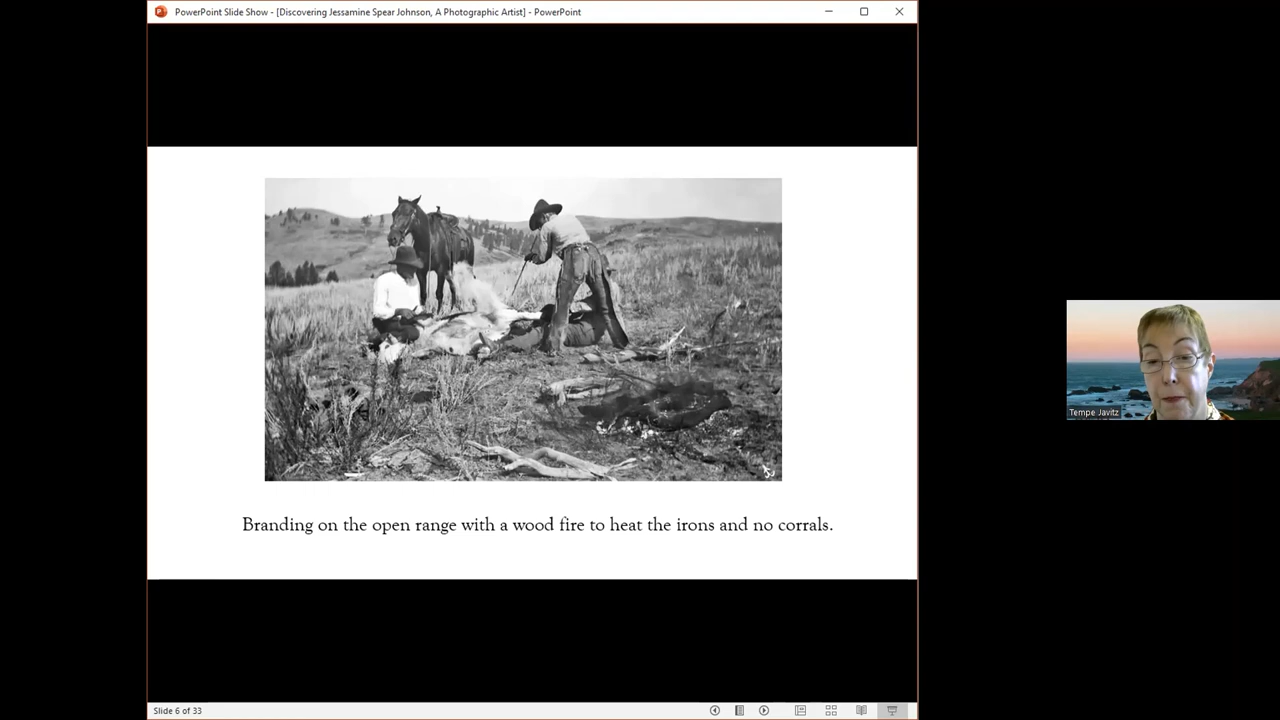 PowerPoint Slide Show - [Discovering Jessamine Spear Johnson, A Photographic Artist] - PowerPoint
Branding on the open range with a wood fire to heat the irons and no corrals.
Tempe Javitz
Slide 6 of 33